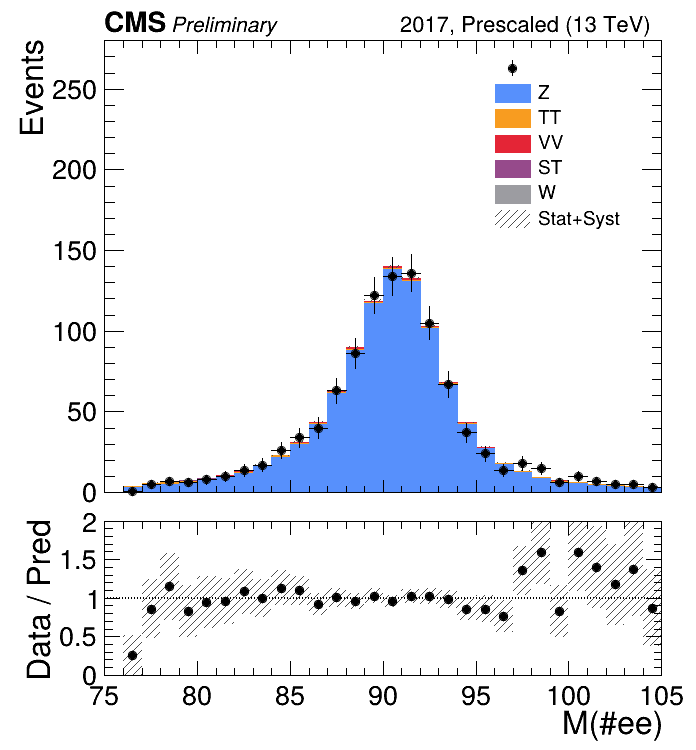 CMS Preliminary 2017, Prescaled (13 TeV)
Events
250
200
150
100
50
0
Z
TT
VV
ST
W
Stat+Syst
Data / Pred
2
1.5
1
0.5
0
75 80 85 90 95 100 105
M(#ee)